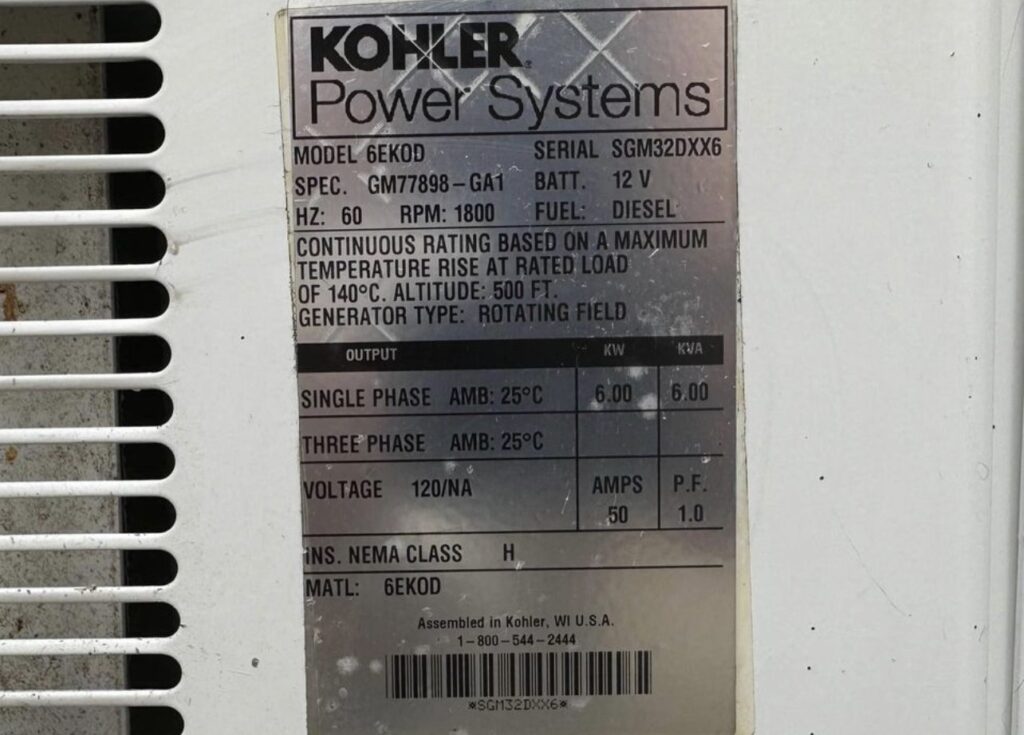 KOHLER®
Power Systems
MODEL 6EKOD SERIAL SGM32DXX6
SPEC. GM77898-GA1 BATT. 12 V
HZ: 60 RPM: 1800 FUEL: DIESEL
CONTINUOUS RATING BASED ON A MAXIMUM
TEMPERATURE RISE AT RATED LOAD
OF 140°C. ALTITUDE: 500 FT.
GENERATOR TYPE: ROTATING FIELD
OUTPUT KW KVA
SINGLE PHASE AMB: 25°C 6.00 6.00
THREE PHASE AMB: 25°C
VOLTAGE 120/NA AMPS P.F.
50 1.0
INS. NEMA CLASS H
MATL: 6EKOD
Assembled in Kohler, WI U.S.A.
1-800-544-2444
*SGM32DXX6*